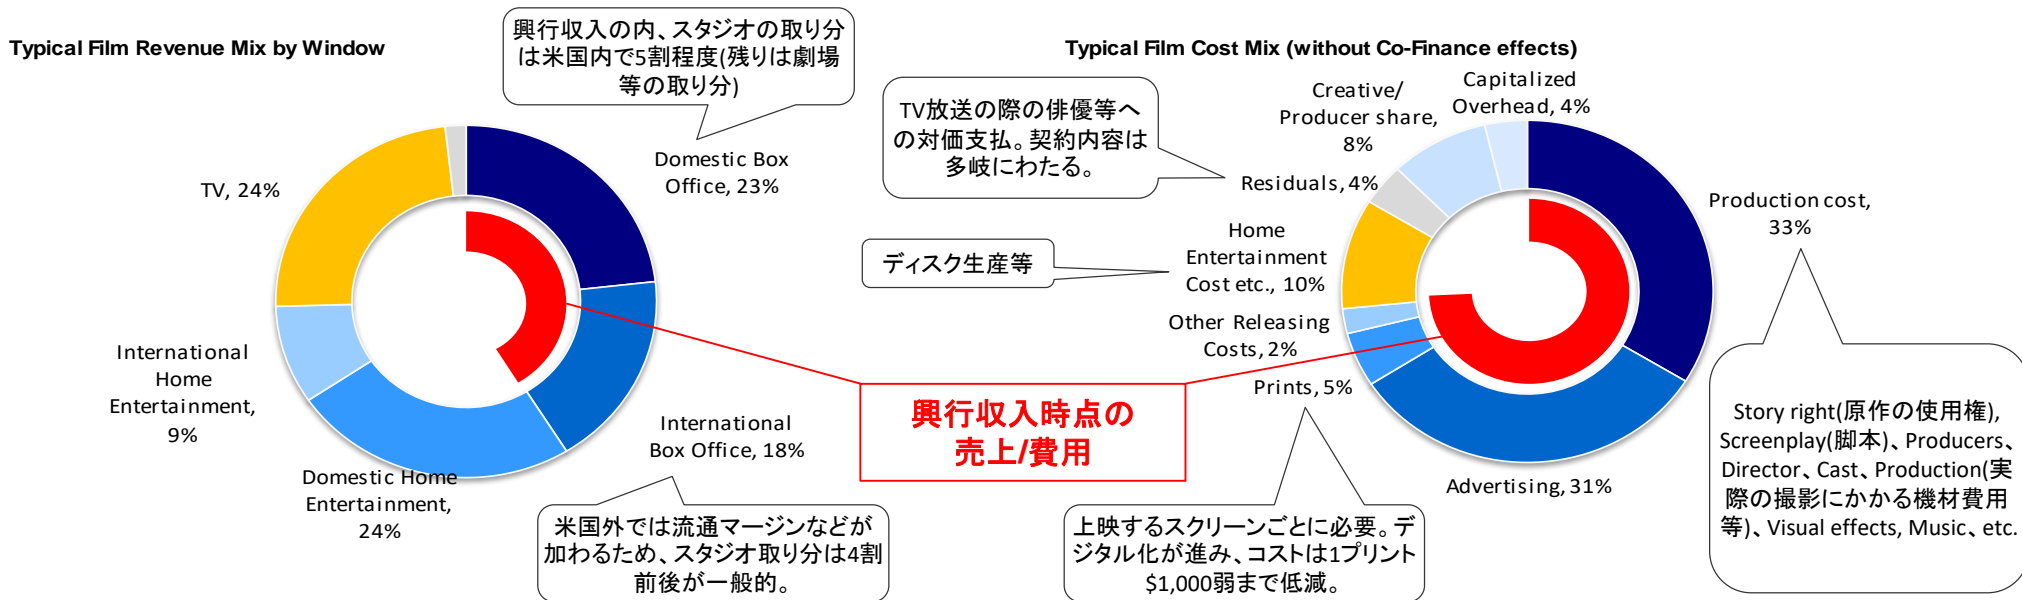 Typical Film Revenue Mix by Window
興行収入の内、スタジオの取り分
は米国内で5割程度(残りは劇場
等の取り分)
Domestic Box
Office, 23%
TV, 24%
International
Home
Entertainment,
9%
Domestic Home
Entertainment,
24%
International
Box Office, 18%
米国外では流通マージンなどが
加わるため、スタジオ取り分は4割
前後が一般的。
興行収入時点の
売上/費用
Typical Film Cost Mix (without Co-Finance effects)
TV放送の際の俳優等へ
の対価支払。契約内容は
多岐にわたる。
Creative/
Producer share,
8%
Capitalized
Overhead, 4%
Residuals, 4%
Production cost,
33%
ディスク生産等
Home
Entertainment
Cost etc., 10%
Other Releasing
Costs, 2%
Prints, 5%
Advertising, 31%
上映するスクリーンごとに必要。デ
ジタル化が進み、コストは1プリント
$1,000弱まで低減。
Story right(原作の使用権),
Screenplay(脚本)、Producers、
Director、Cast、Production(実
際の撮影にかかる機材費用
等)、Visual effects, Music、etc.